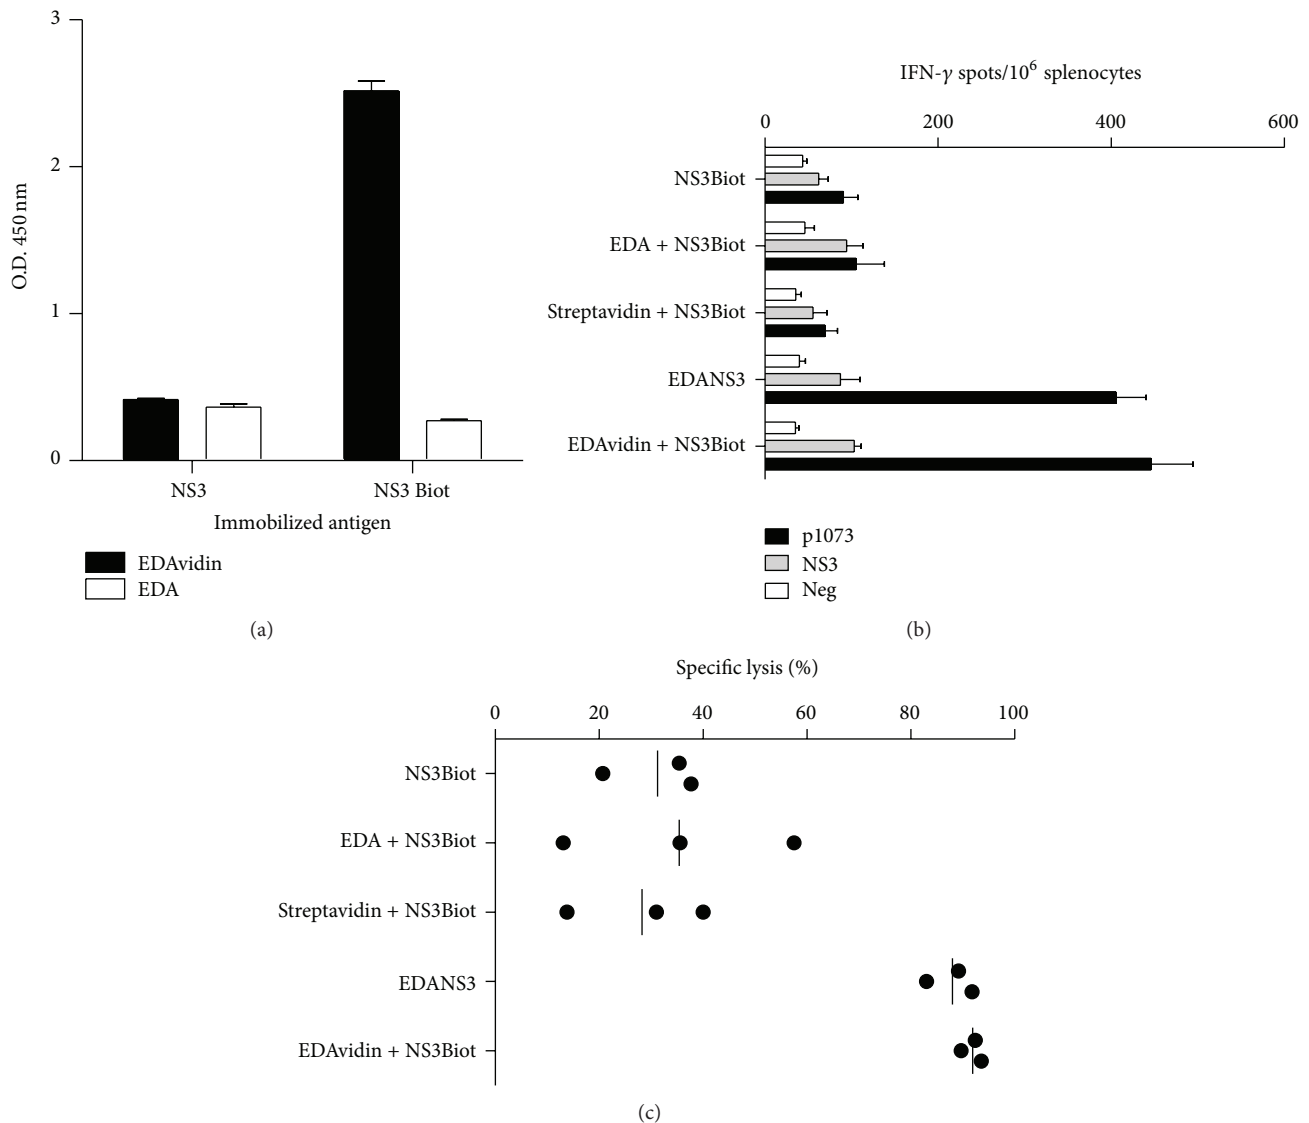 3
2
1
0
O.D. 450 nm
NS3
NS3 Biot
Immobilized antigen
EDAvidin
EDA
(a)
IFN-γ spots/10⁶ splenocytes
0 200 400 600
NS3Biot
EDA + NS3Biot
Streptavidin + NS3Biot
EDANS3
EDAvidin + NS3Biot
p1073
NS3
Neg
(b)
Specific lysis (%)
0 20 40 60 80 100
NS3Biot
EDA + NS3Biot
Streptavidin + NS3Biot
EDANS3
EDAvidin + NS3Biot
(c)